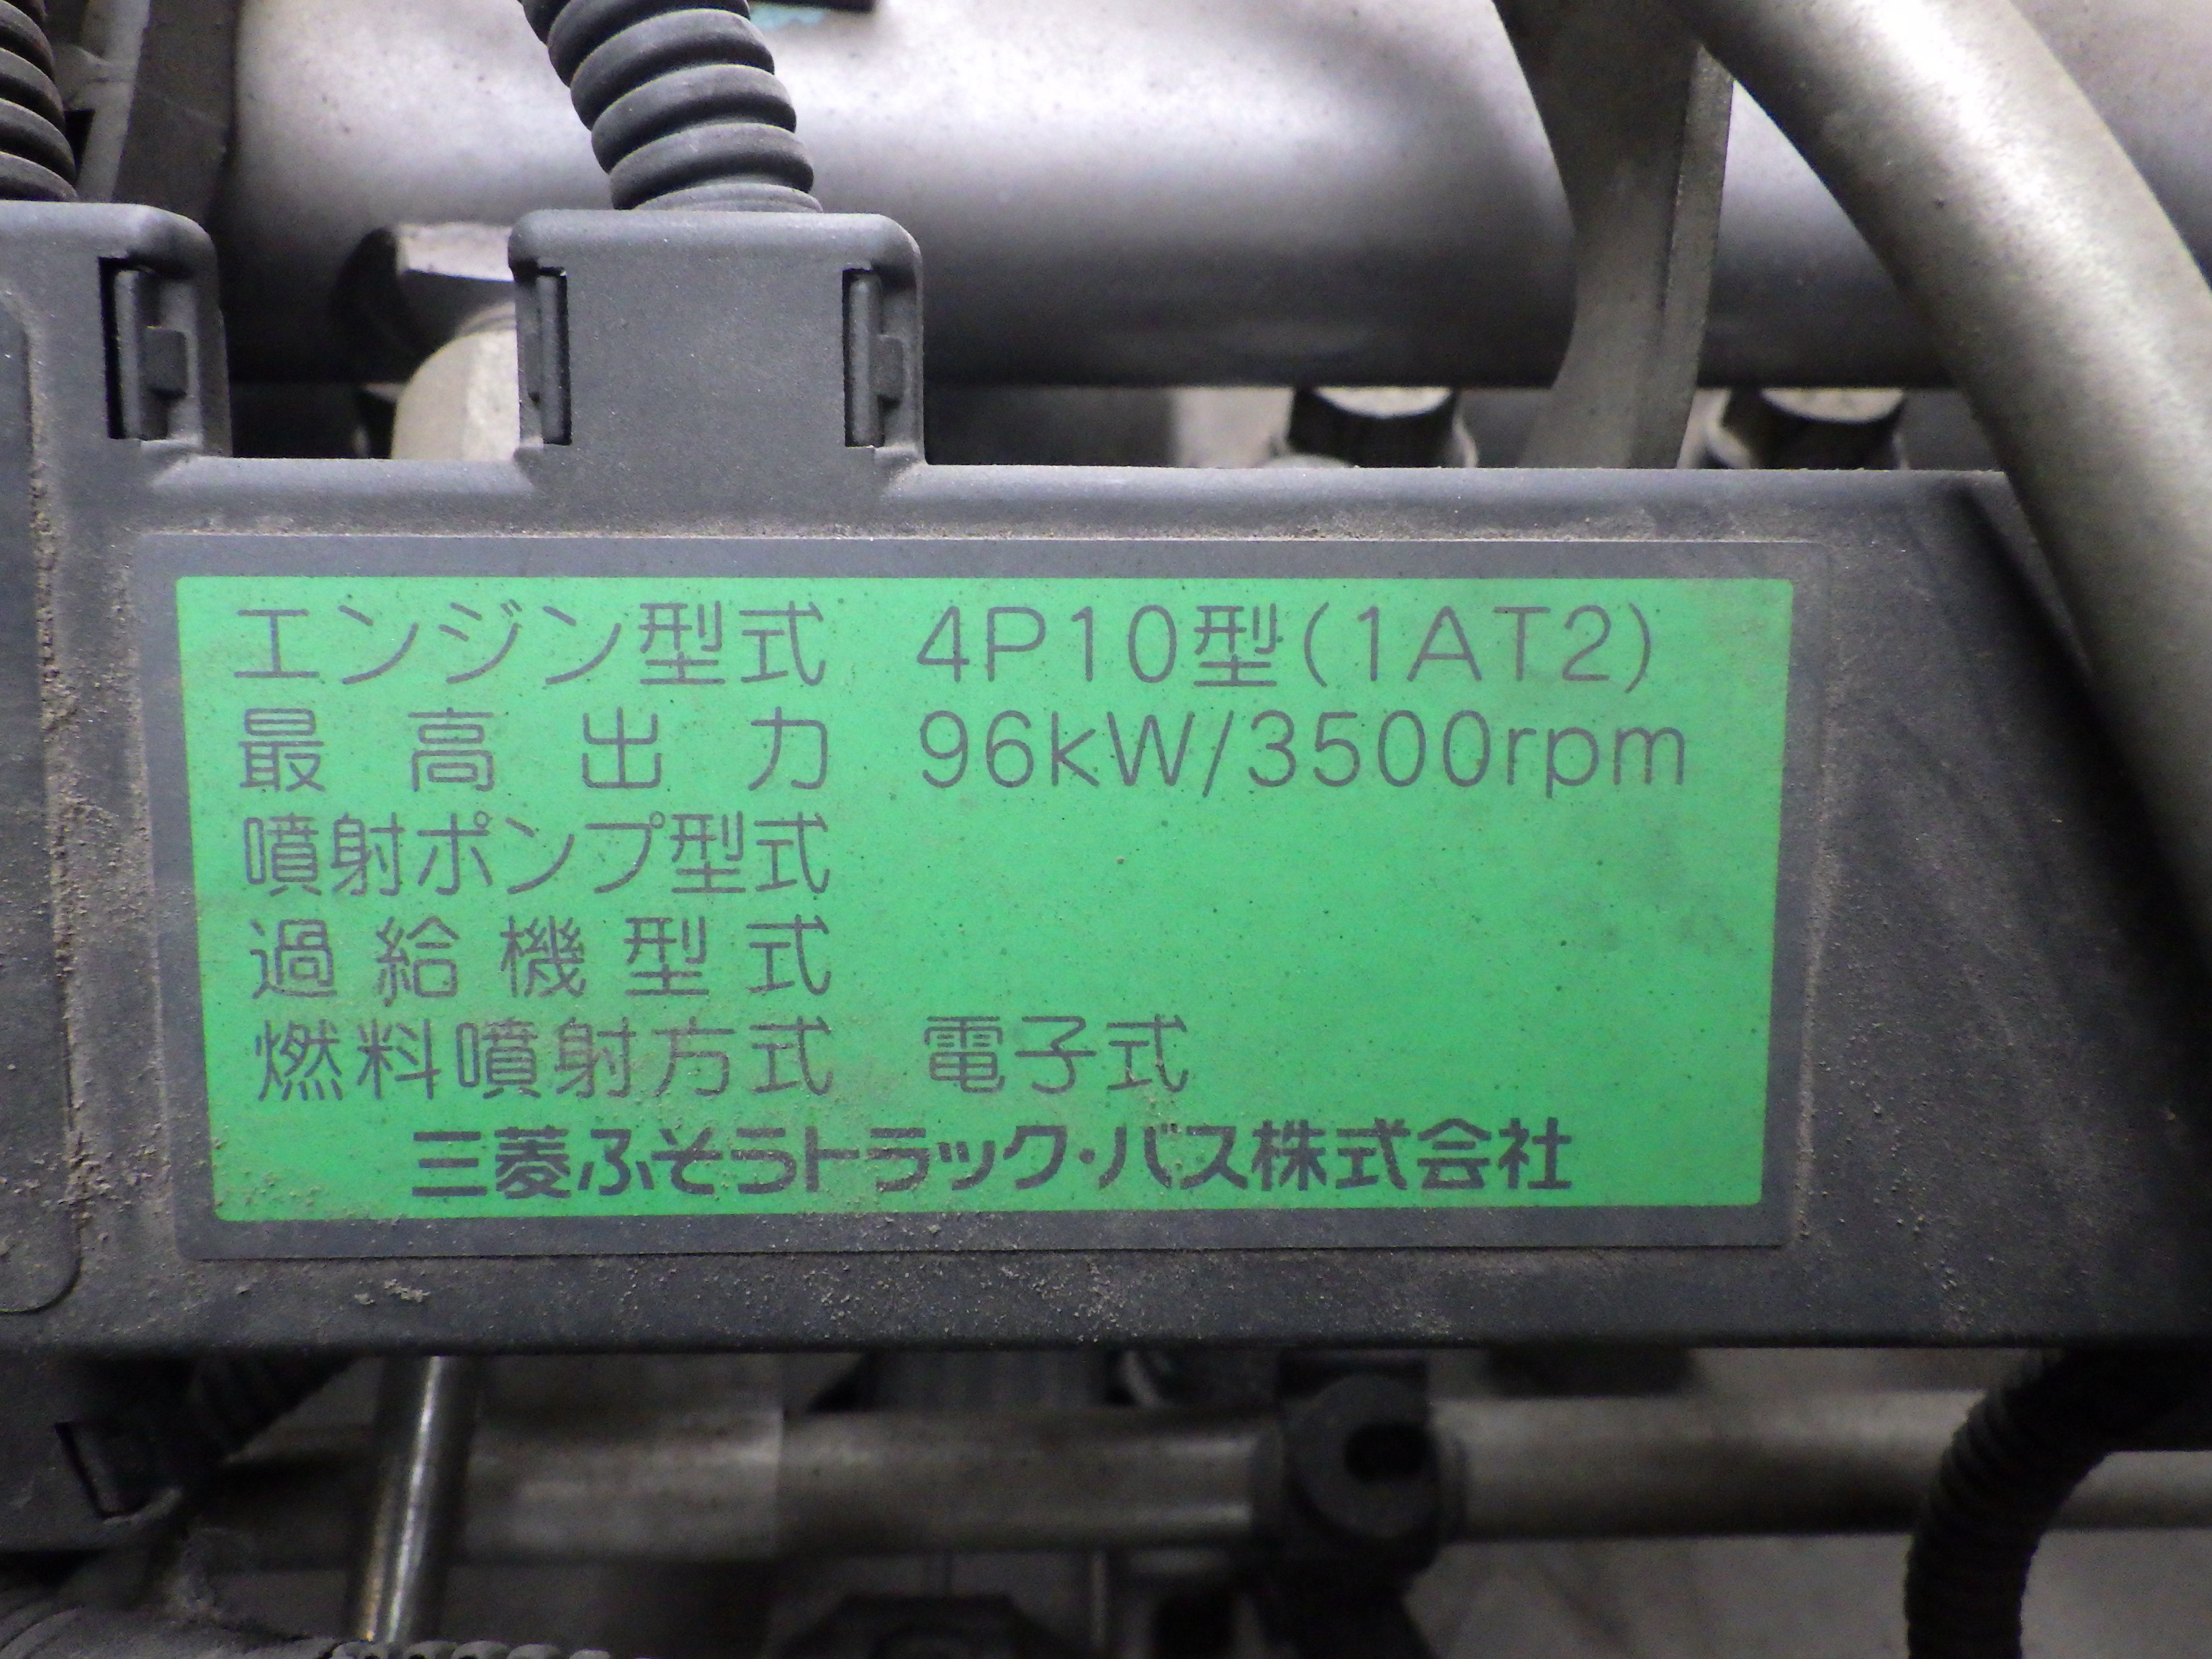 エンジン型式 4P10型(1AT2)
最高出力 96kW/3500rpm
噴射ポンプ型式
過給機型式
燃料噴射方式 電子式
三菱ふそうトラック・バス株式会社